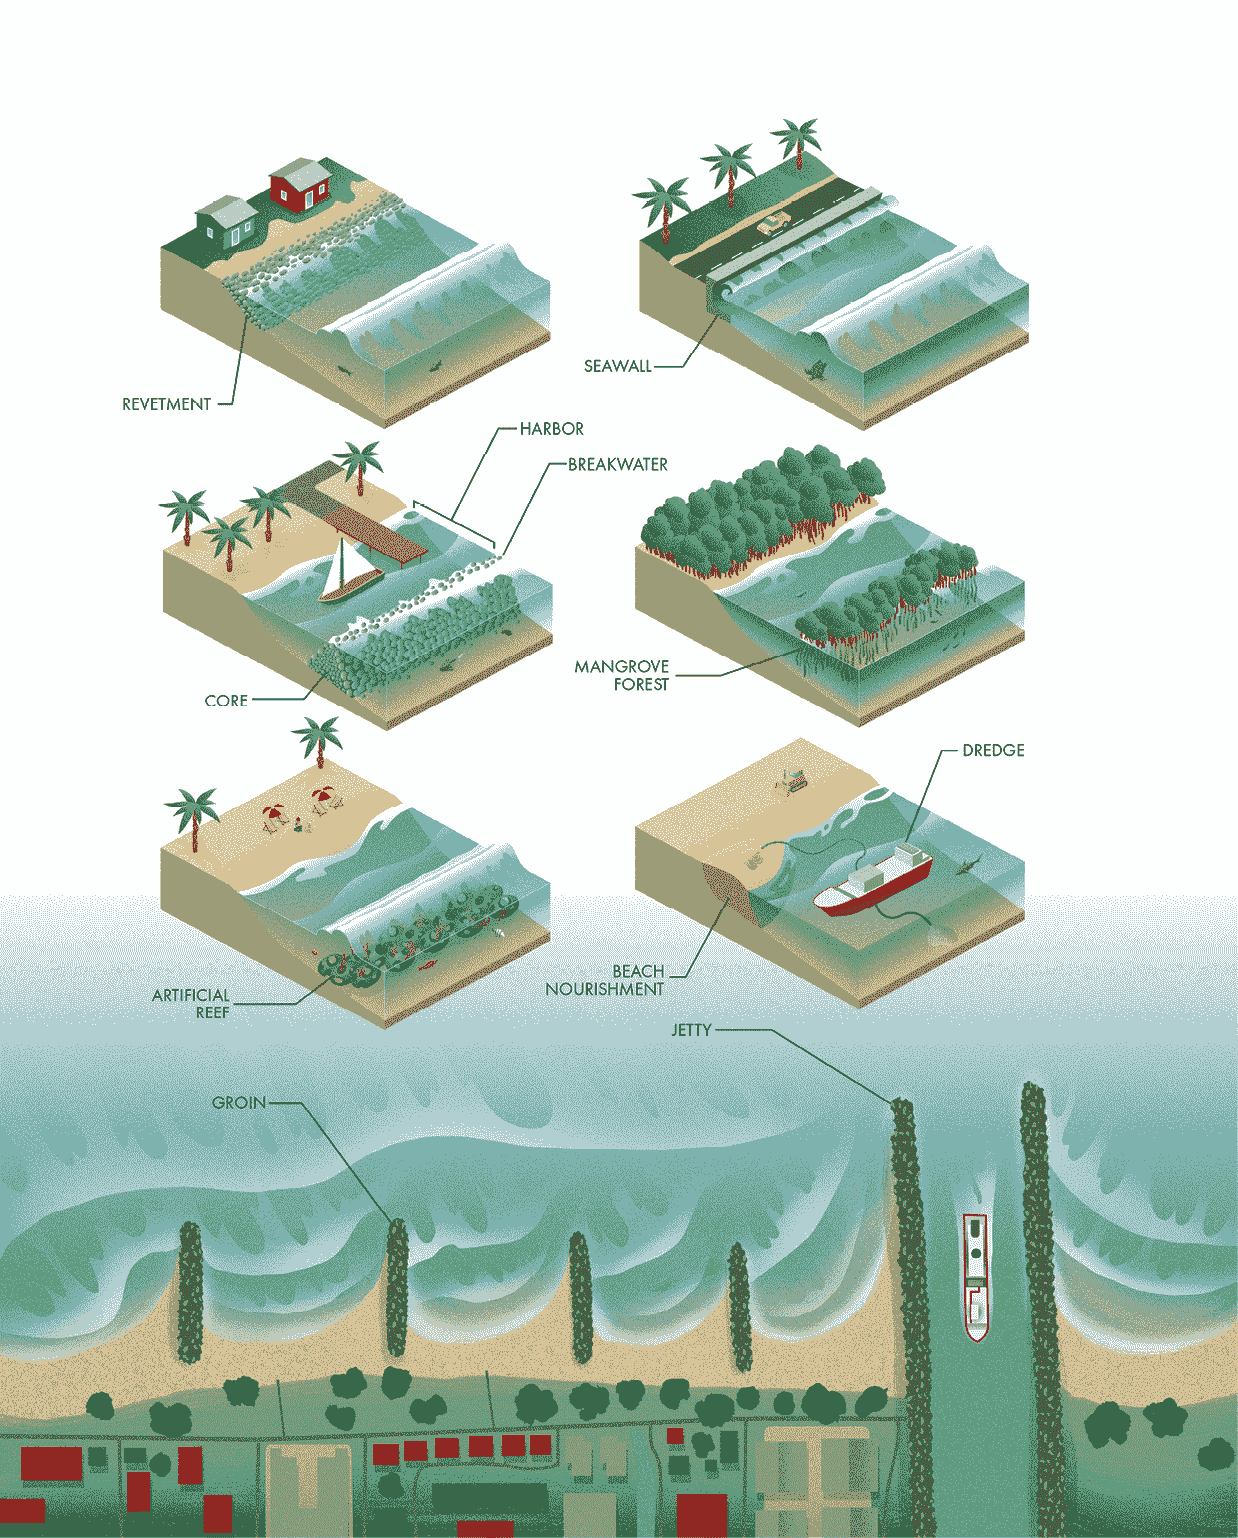 REVETMENT
SEAWALL
HARBOR
BREAKWATER
CORE
MANGROVE
FOREST
DREDGE
ARTIFICIAL
REEF
BEACH
NOURISHMENT
JETTY
GROIN